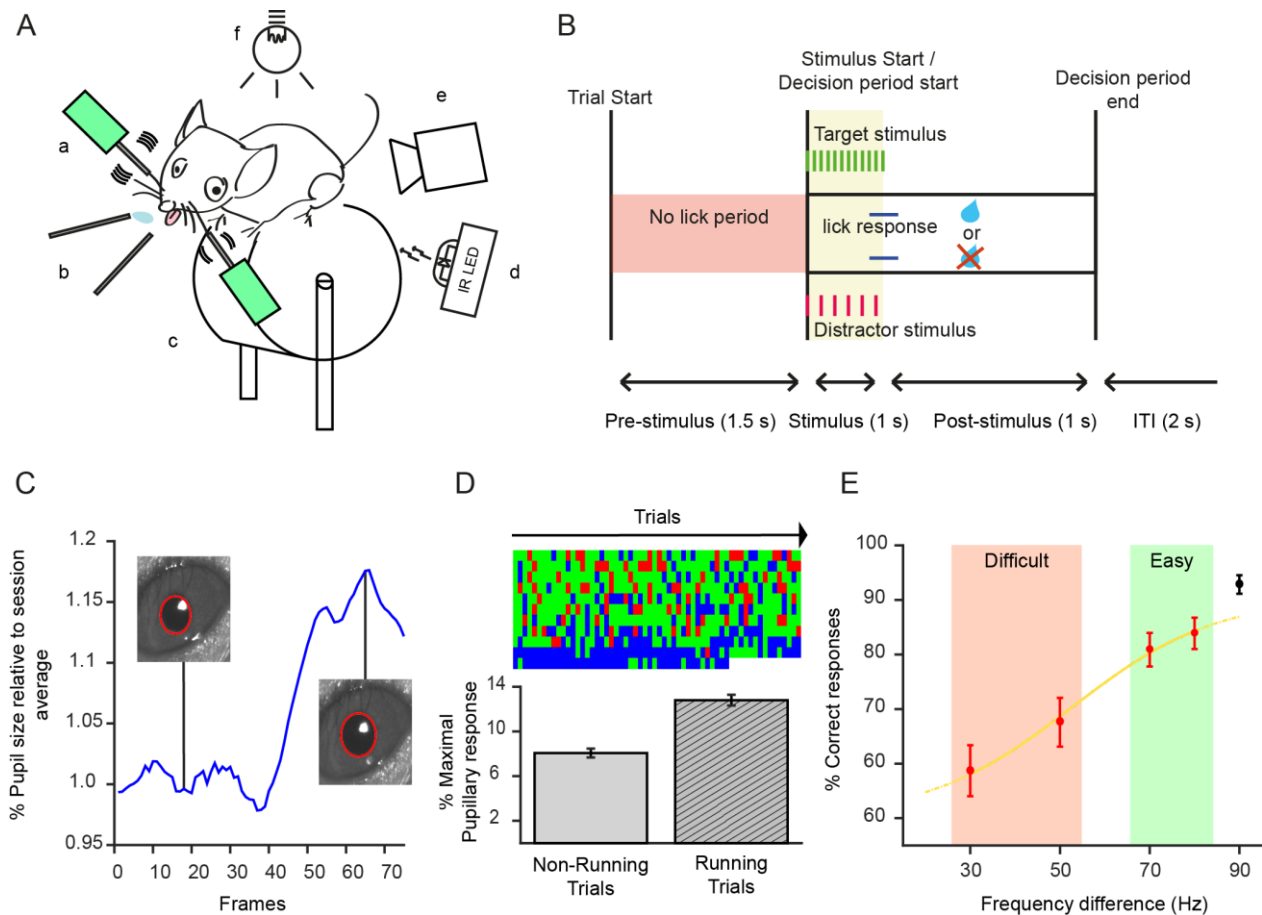 A
f
a
e
b
IR LED
d
c
B
Stimulus Start /
Decision period start
Decision period
end
Trial Start
Target stimulus
No lick period
lick response
or
Distractor stimulus
Pre-stimulus (1.5 s)
Stimulus (1 s)
Post-stimulus (1 s)
ITI (2 s)
C
% Pupil size relative to session
average
1.2
1.15
1.1
1.05
1.0
0.95
0
10
20
30
40
50
60
70
Frames
D
Trials
% Maximal
Pupillary response
14
10
6
2
Non-Running
Trials
Running
Trials
E
% Correct responses
100
90
80
70
60
60
Difficult
Easy
30
50
70
90
Frequency difference (Hz)